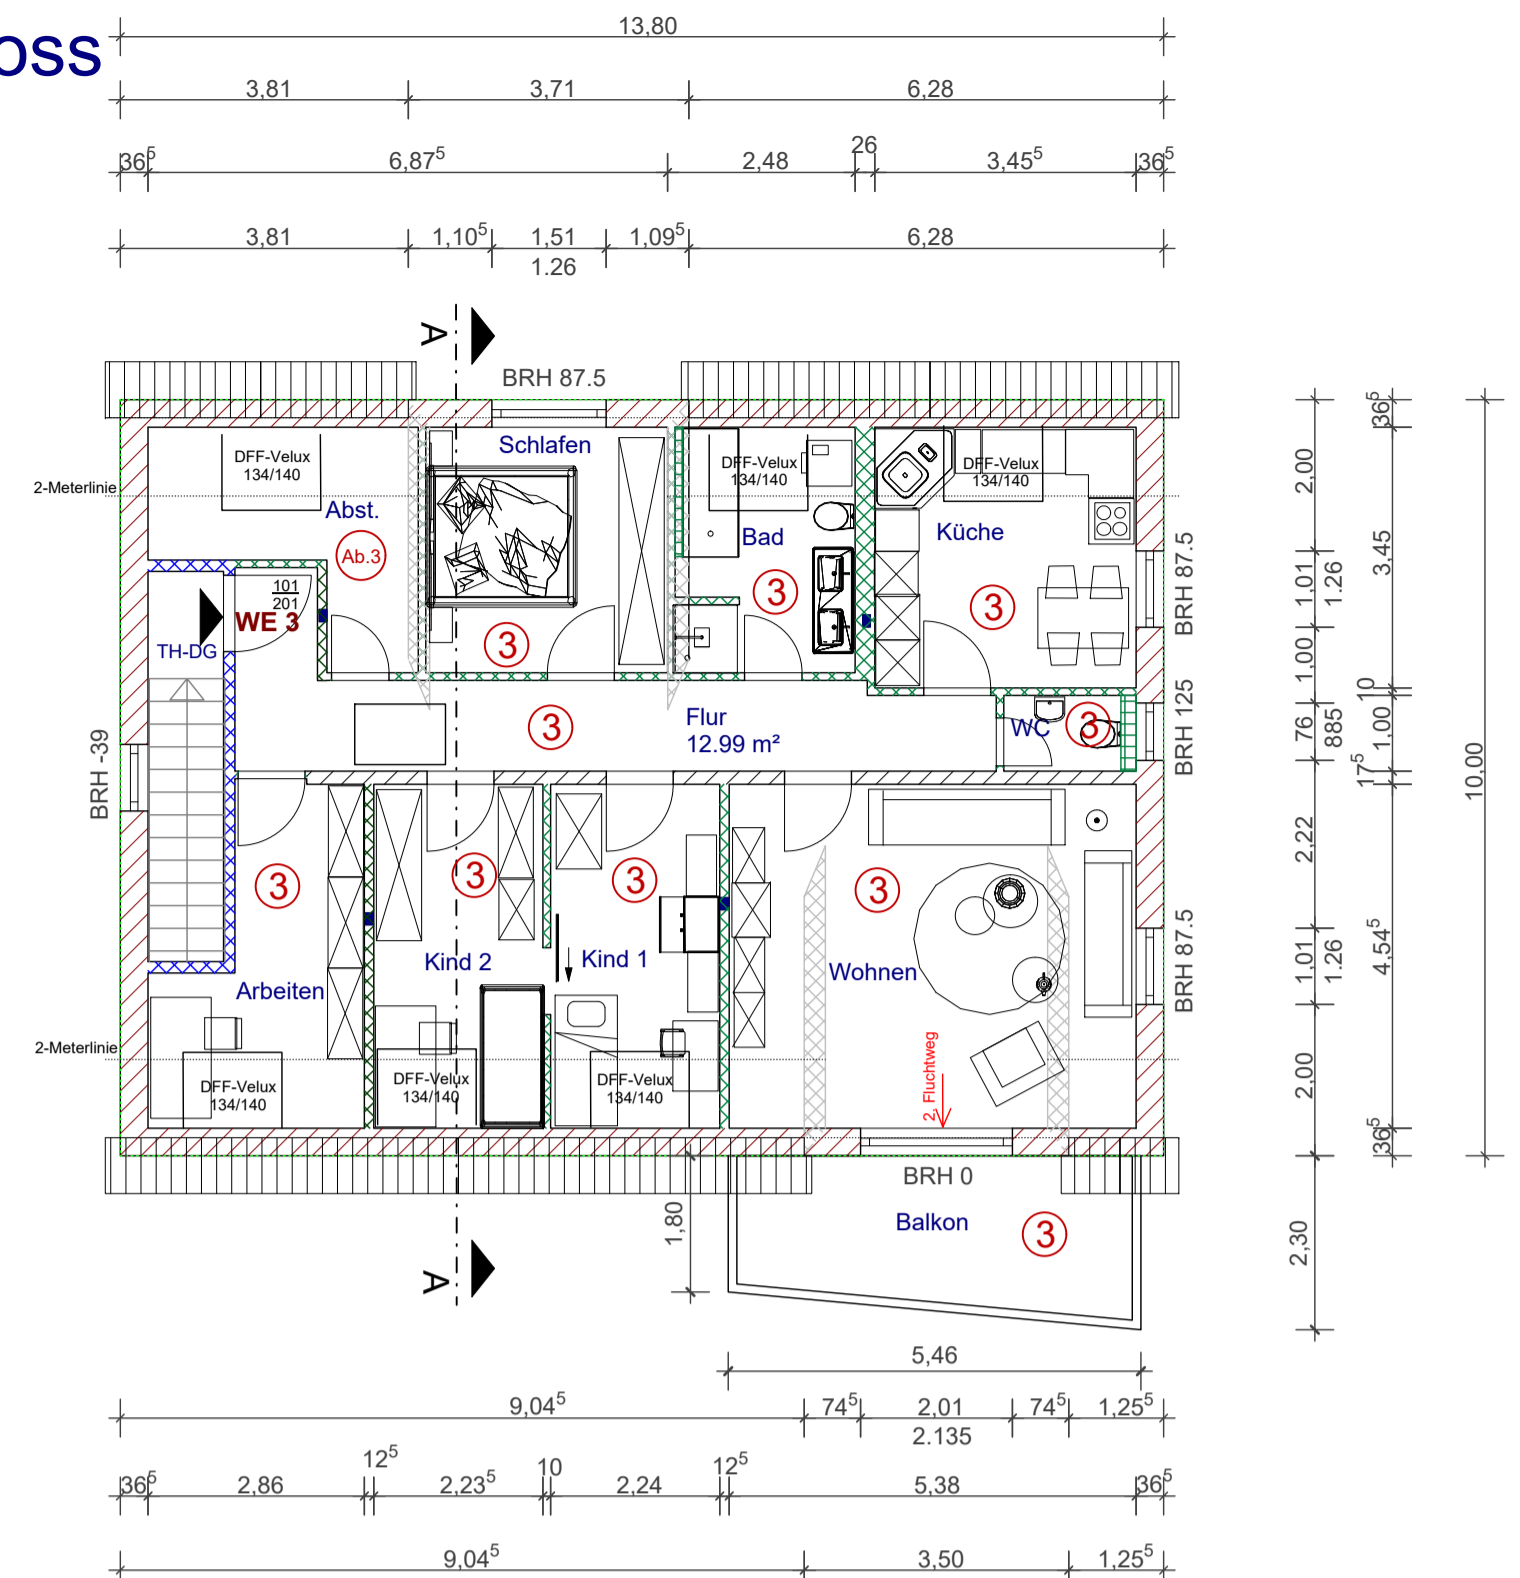 oss
13,80
3,81 3,71 6,28
36⁵ 6,87⁵ 2,48 26 3,45⁵ 36⁵
3,81 1,10⁵ 1,51 1,09⁵ 6,28
1.26
A
BRH 87.5
Schlafen
DFF-Velux
134/140
DFF-Velux
134/140
DFF-Velux
134/140
2-Meterlinie
Abst.
Bad
Küche
Ab.3
3
3
3
101
201
WE 3
TH-DG
BRH 87.5
Flur
12.99 m²
3
WC
3
BRH 125
BRH -39
3
3
3
3
Kind 2
Kind 1
Wohnen
Arbeiten
BRH 87.5
2-Meterlinie
DFF-Velux
134/140
DFF-Velux
134/140
DFF-Velux
134/140
2. Fluchtweg
BRH 0
Balkon
3
1,80
A
36⁵
2,00
3.45
1,01
1.26
1.00
10
76
885
1,00
17⁵
2,22
10,00
4,54⁵
1,01
1.26
2,00
36⁵
2,30
5,46
9,04⁵ 74⁵ 2,01 74⁵ 1,25⁵
2.135
36⁵ 2,86 12⁵ 2,23⁵ 10 2,24 12⁵ 5,38 36⁵
9,04⁵ 3,50 1,25⁵